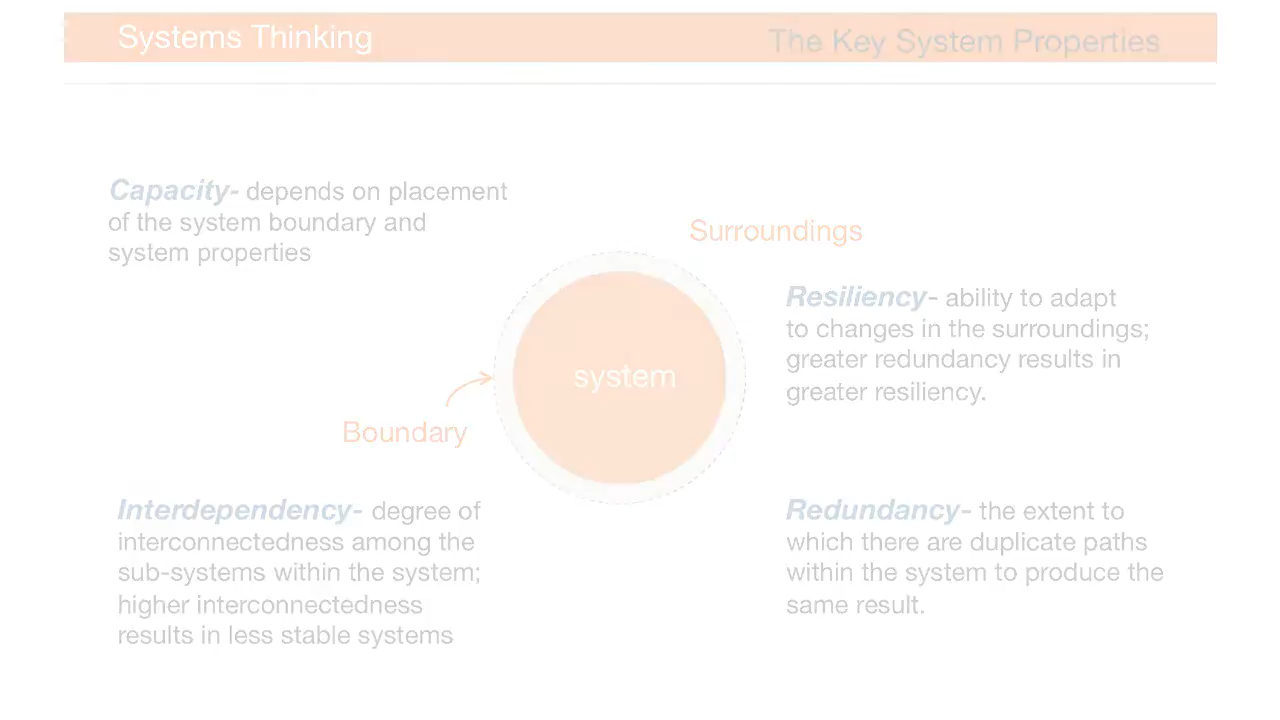 Systems Thinking
The Key System Properties
Capacity- depends on placement
of the system boundary and
system properties
Surroundings
Resiliency- ability to adapt
to changes in the surroundings;
greater redundancy results in
greater resiliency.
system
Boundary
Interdependency- degree of
interconnectedness among the
sub-systems within the system;
higher interconnectedness
results in less stable systems
Redundancy- the extent to
which there are duplicate paths
within the system to produce the
same result.